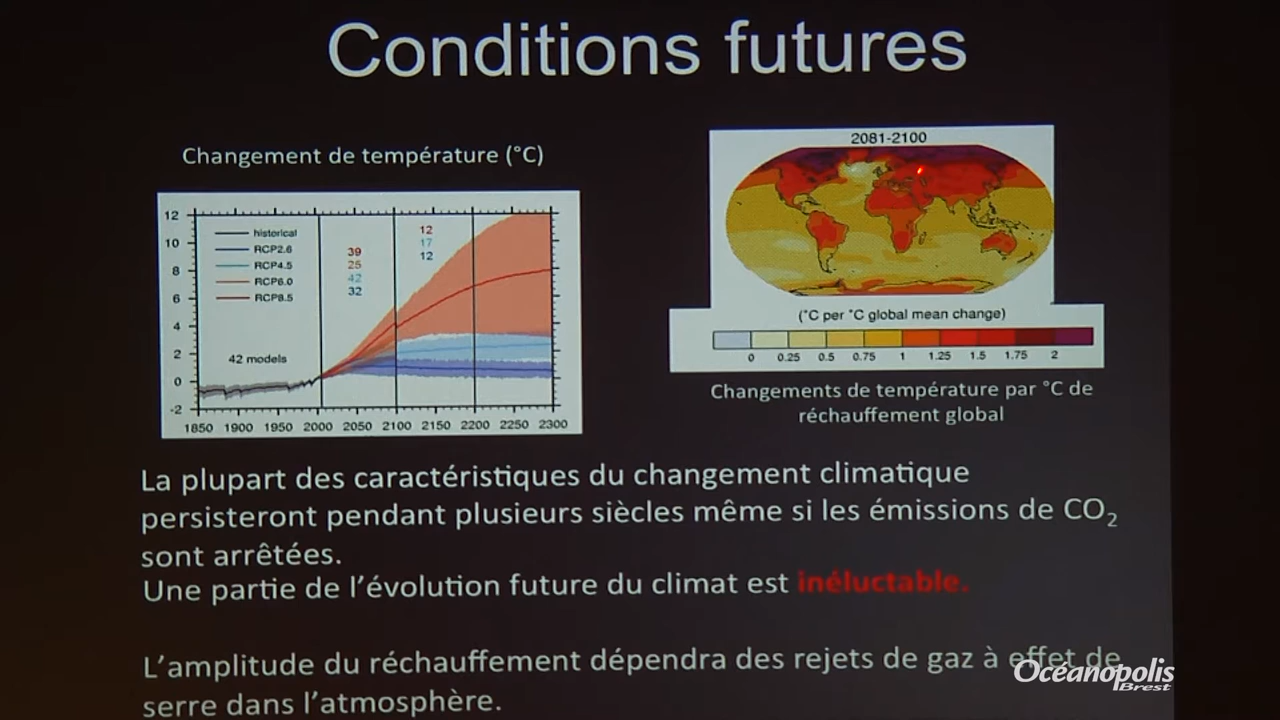 Conditions futures
Changement de température (°C)
12
10
8
6
4
2
0
-2
historical
RCP2.6
RCP4.5
RCP6.0
RCP8.5
39
25
42
32
12
17
12
42 models
1850 1900 1950 2000 2050 2100 2150 2200 2250 2300
2081-2100
(°C per °C global mean change)
0 0.25 0.5 0.75 1 1.25 1.5 1.75 2
Changements de température par °C de
réchauffement global
La plupart des caractéristiques du changement climatique
persisteront pendant plusieurs siècles même si les émissions de CO₂
sont arrêtées.
Une partie de l'évolution future du climat est inéluctable.
L'amplitude du réchauffement dépendra des rejets de gaz à effet de
serre dans l'atmosphère.
Océanopolis
Brest